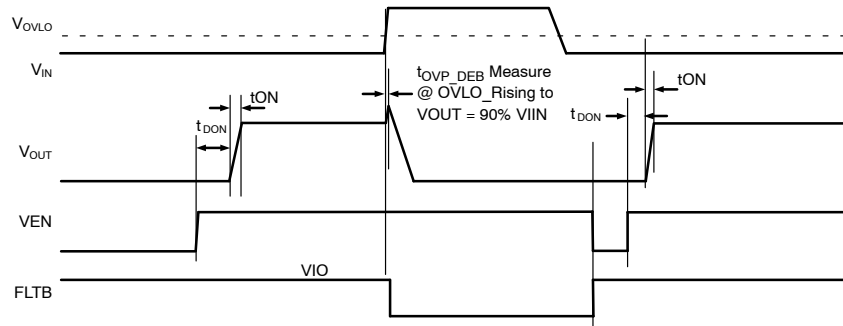 VOVLO
VIN
tOVP_DEB Measure
@ OVLO_Rising to
VOUT = 90% VIIN
tON
tDON
tON
tDON
VOUT
VEN
VIO
FLTB